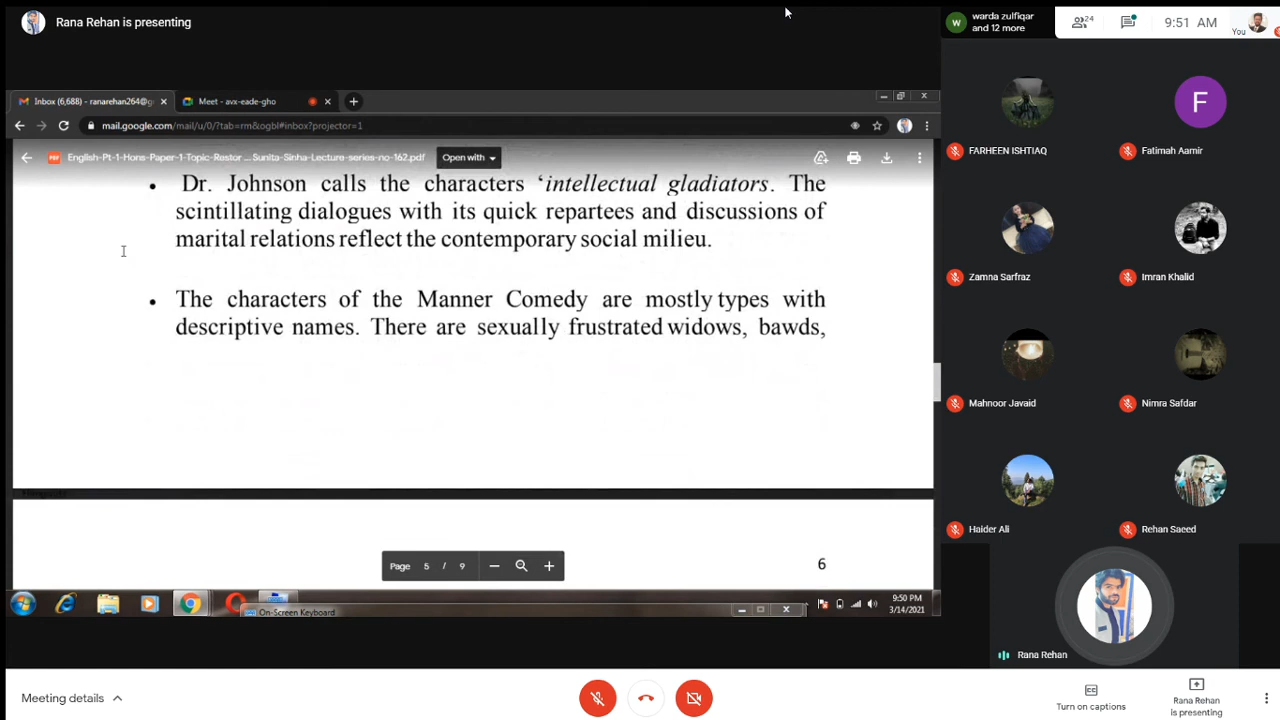 Rana Rehan is presenting
w
warda zulfiqar
and 12 more
24
9:51 AM
You
Inbox (6,688) - ranarehan264@g
Meet - avx-eade-gho
mail.google.com/mail/u/0/?tab=rm&ogbl#inbox?projector=1
PDF
English-Pt-1-Hons-Paper-1-Topic-Restor ... Sunita-Sinha-Lecture-series-no-162.pdf
Open with
• Dr. Johnson calls the characters ‘intellectual gladiators. The
scintillating dialogues with its quick repartees and discussions of
marital relations reflect the contemporary social milieu.
• The characters of the Manner Comedy are mostly types with
descriptive names. There are sexually frustrated widows, bawds,
Page 5 / 9
6
On-Screen Keyboard
9:50 PM
3/14/2021
FARHEEN ISHTIAQ
F
Fatimah Aamir
Zamna Sarfraz
Imran Khalid
Mahnoor Javaid
Nimra Safdar
Haider Ali
Rehan Saeed
Rana Rehan
Meeting details
CC
Turn on captions
Rana Rehan
is presenting